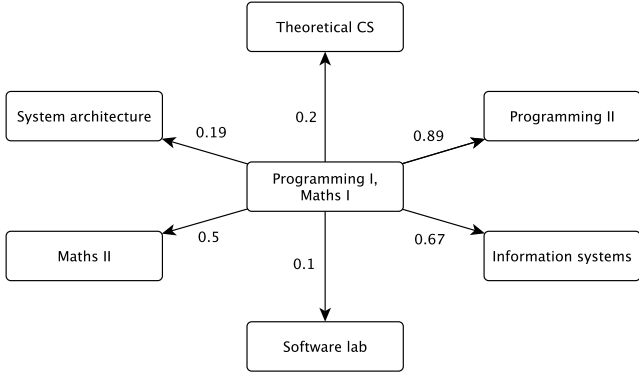 Theoretical CS
System architecture
Programming II
0.19
0.2
0.89
Programming I,
Maths I
Maths II
0.5
0.1
0.67
Information systems
Software lab